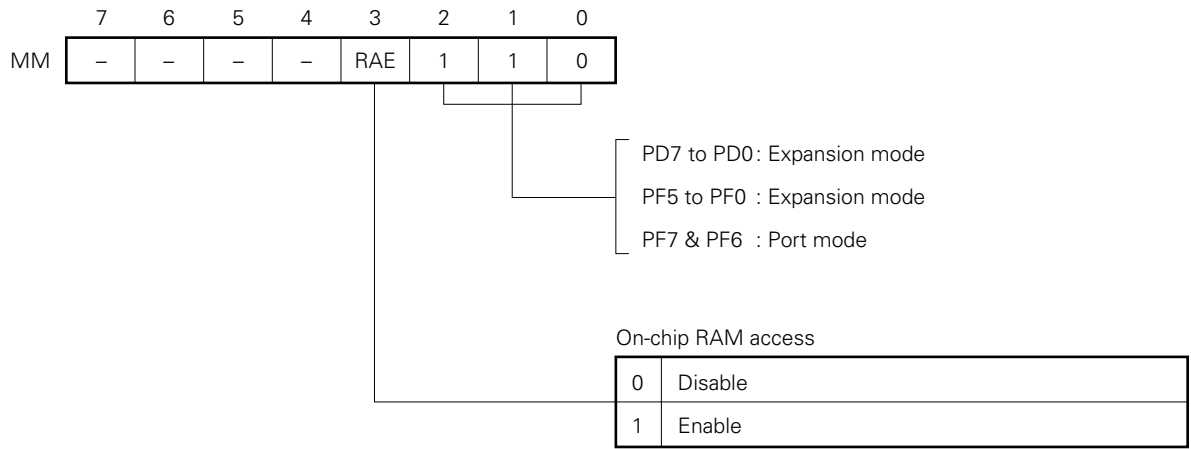 7 6 5 4 3 2 1 0
MM – – – – RAE 1 1 0
PD7 to PD0: Expansion mode
PF5 to PF0 : Expansion mode
PF7 & PF6 : Port mode
On-chip RAM access
0 Disable
1 Enable